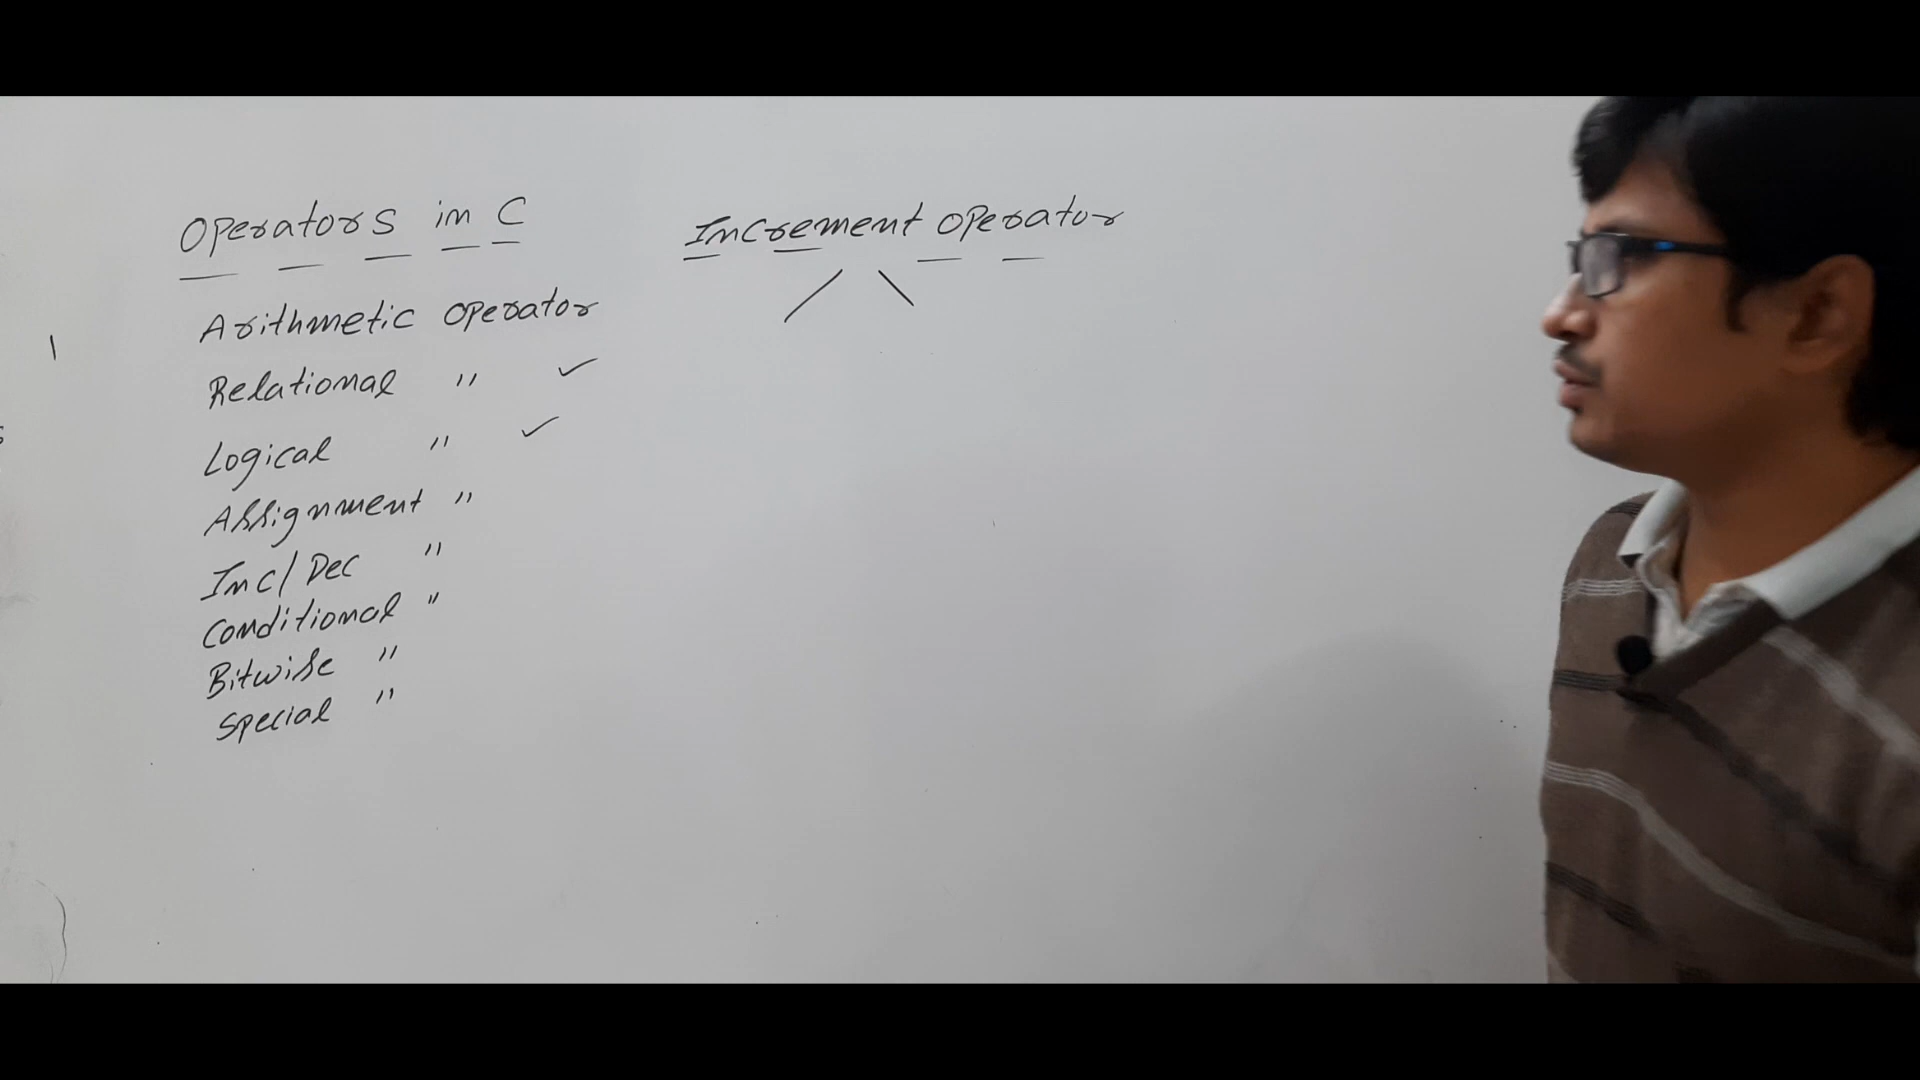 Operators in C
Arithmetic Operator
Relational " ✓
Logical " ✓
Assignment "
Inc/Dec "
Conditional "
Bitwise "
Special "
Increment Operator